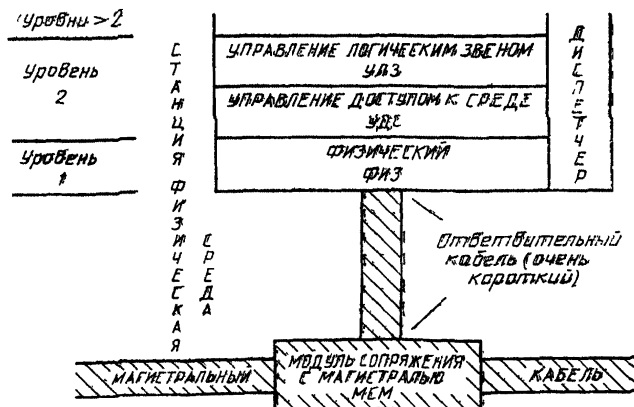 Уровни > 2
Уровень
2
Уровень
1
СТАНЦИЯ ФИЗИЧЕСКАЯ
СРЕДА
УПРАВЛЕНИЕ ЛОГИЧЕСКИМ ЗВЕНОМ
УЛЗ
УПРАВЛЕНИЕ ДОСТУПОМ К СРЕДЕ
УДС
ФИЗИЧЕСКИЙ
ФИЗ
ДИСПЕТЧЕР
Ответвительный
кабель (очень
короткий)
МАГИСТРАЛЬНЫЙ
МОДУЛЬ СОПРЯЖЕНИЯ
С МАГИСТРАЛЬЮ
МСМ
КАБЕЛЬ